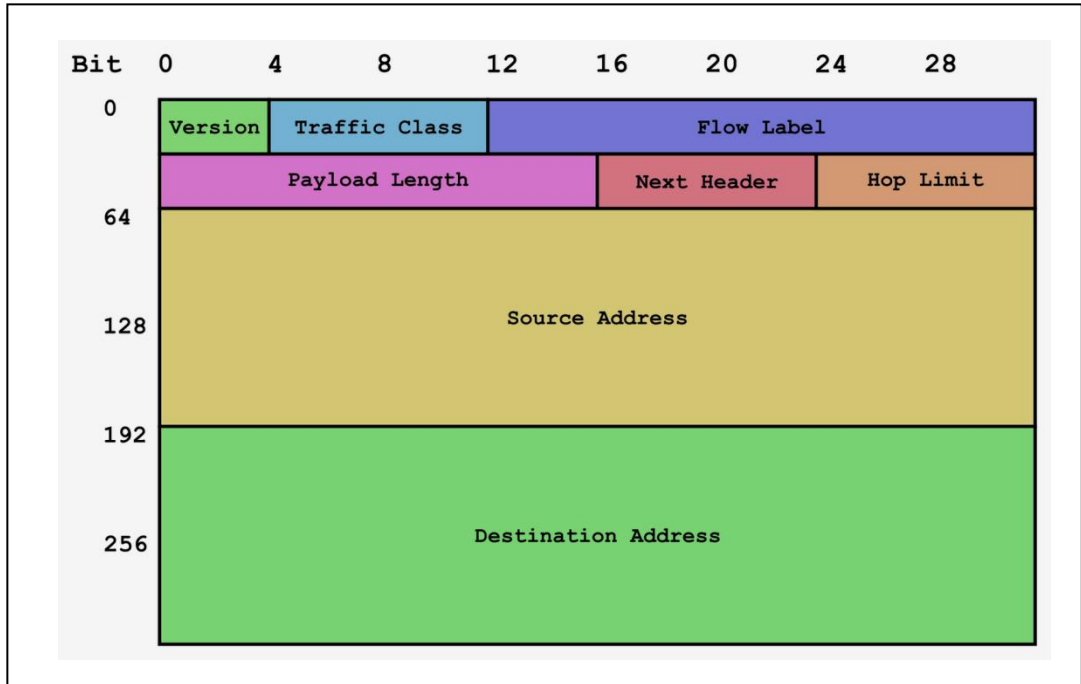 Bit 0 4 8 12 16 20 24 28
0
Version Traffic Class Flow Label
Payload Length Next Header Hop Limit
64
Source Address
128
192
Destination Address
256